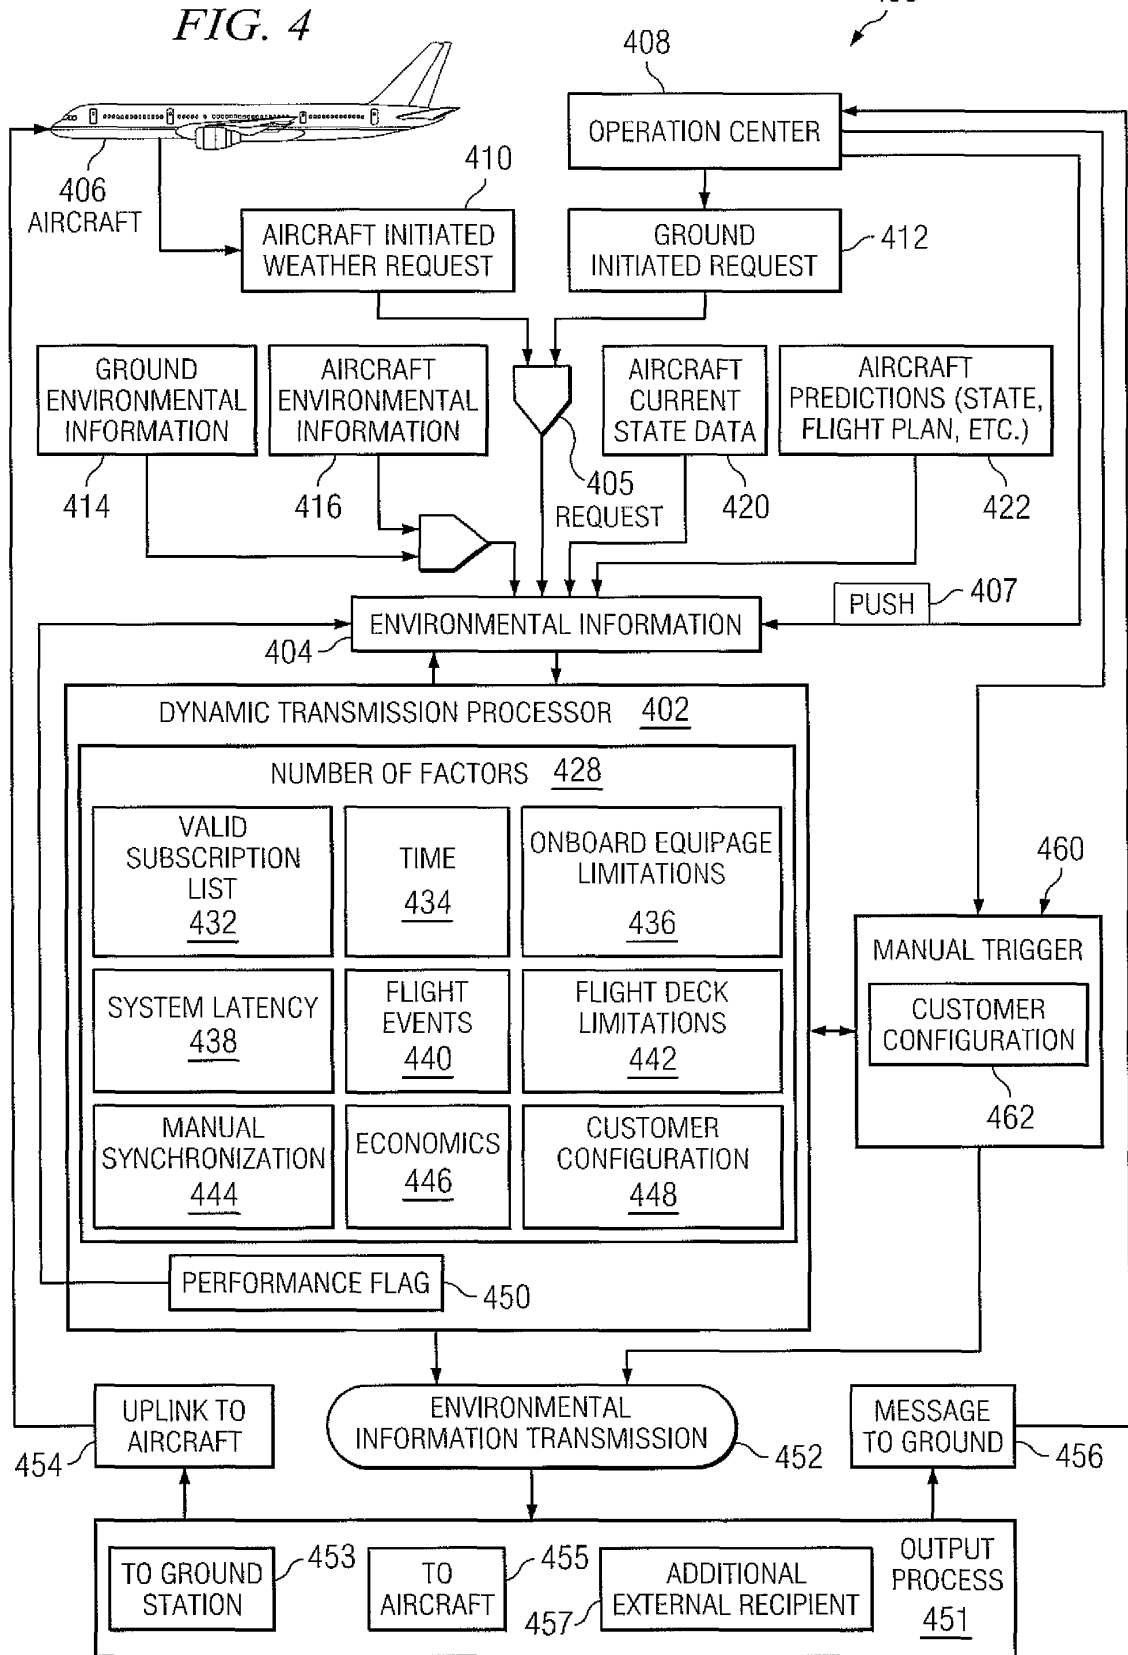 FIG. 4
408
OPERATION CENTER
406
AIRCRAFT
410
AIRCRAFT INITIATED
WEATHER REQUEST
GROUND
INITIATED REQUEST
412
GROUND
ENVIRONMENTAL
INFORMATION
AIRCRAFT
ENVIRONMENTAL
INFORMATION
AIRCRAFT
CURRENT
STATE DATA
AIRCRAFT
PREDICTIONS (STATE,
FLIGHT PLAN, ETC.)
414
416
405
REQUEST
420
422
PUSH
407
ENVIRONMENTAL INFORMATION
404
DYNAMIC TRANSMISSION PROCESSOR 402
NUMBER OF FACTORS 428
VALID
SUBSCRIPTION
LIST
432
TIME
434
ONBOARD EQUIPAGE
LIMITATIONS
436
SYSTEM LATENCY
438
FLIGHT
EVENTS
440
FLIGHT DECK
LIMITATIONS
442
MANUAL
SYNCHRONIZATION
444
ECONOMICS
446
CUSTOMER
CONFIGURATION
448
460
MANUAL TRIGGER
CUSTOMER
CONFIGURATION
462
PERFORMANCE FLAG
450
UPLINK TO
AIRCRAFT
454
ENVIRONMENTAL
INFORMATION TRANSMISSION
452
MESSAGE
TO GROUND
456
TO GROUND
STATION
453
TO
AIRCRAFT
455
ADDITIONAL
EXTERNAL RECIPIENT
457
OUTPUT
PROCESS
451